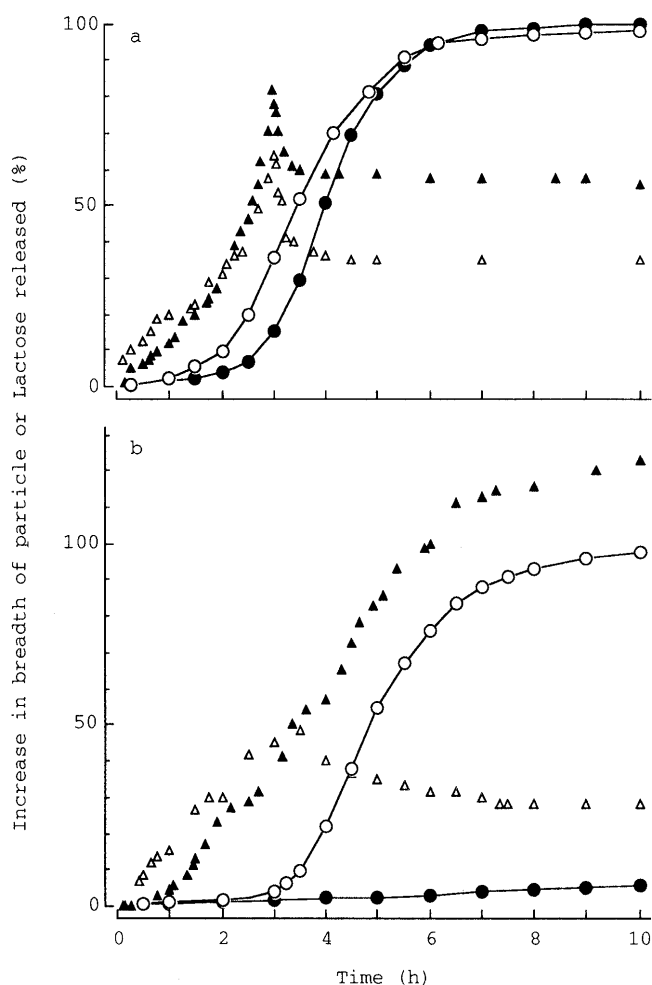 Increase in breadth of particle or Lactose released (%)
a
100
50
0
b
100
50
0
0 2 4 6 8 10
Time (h)